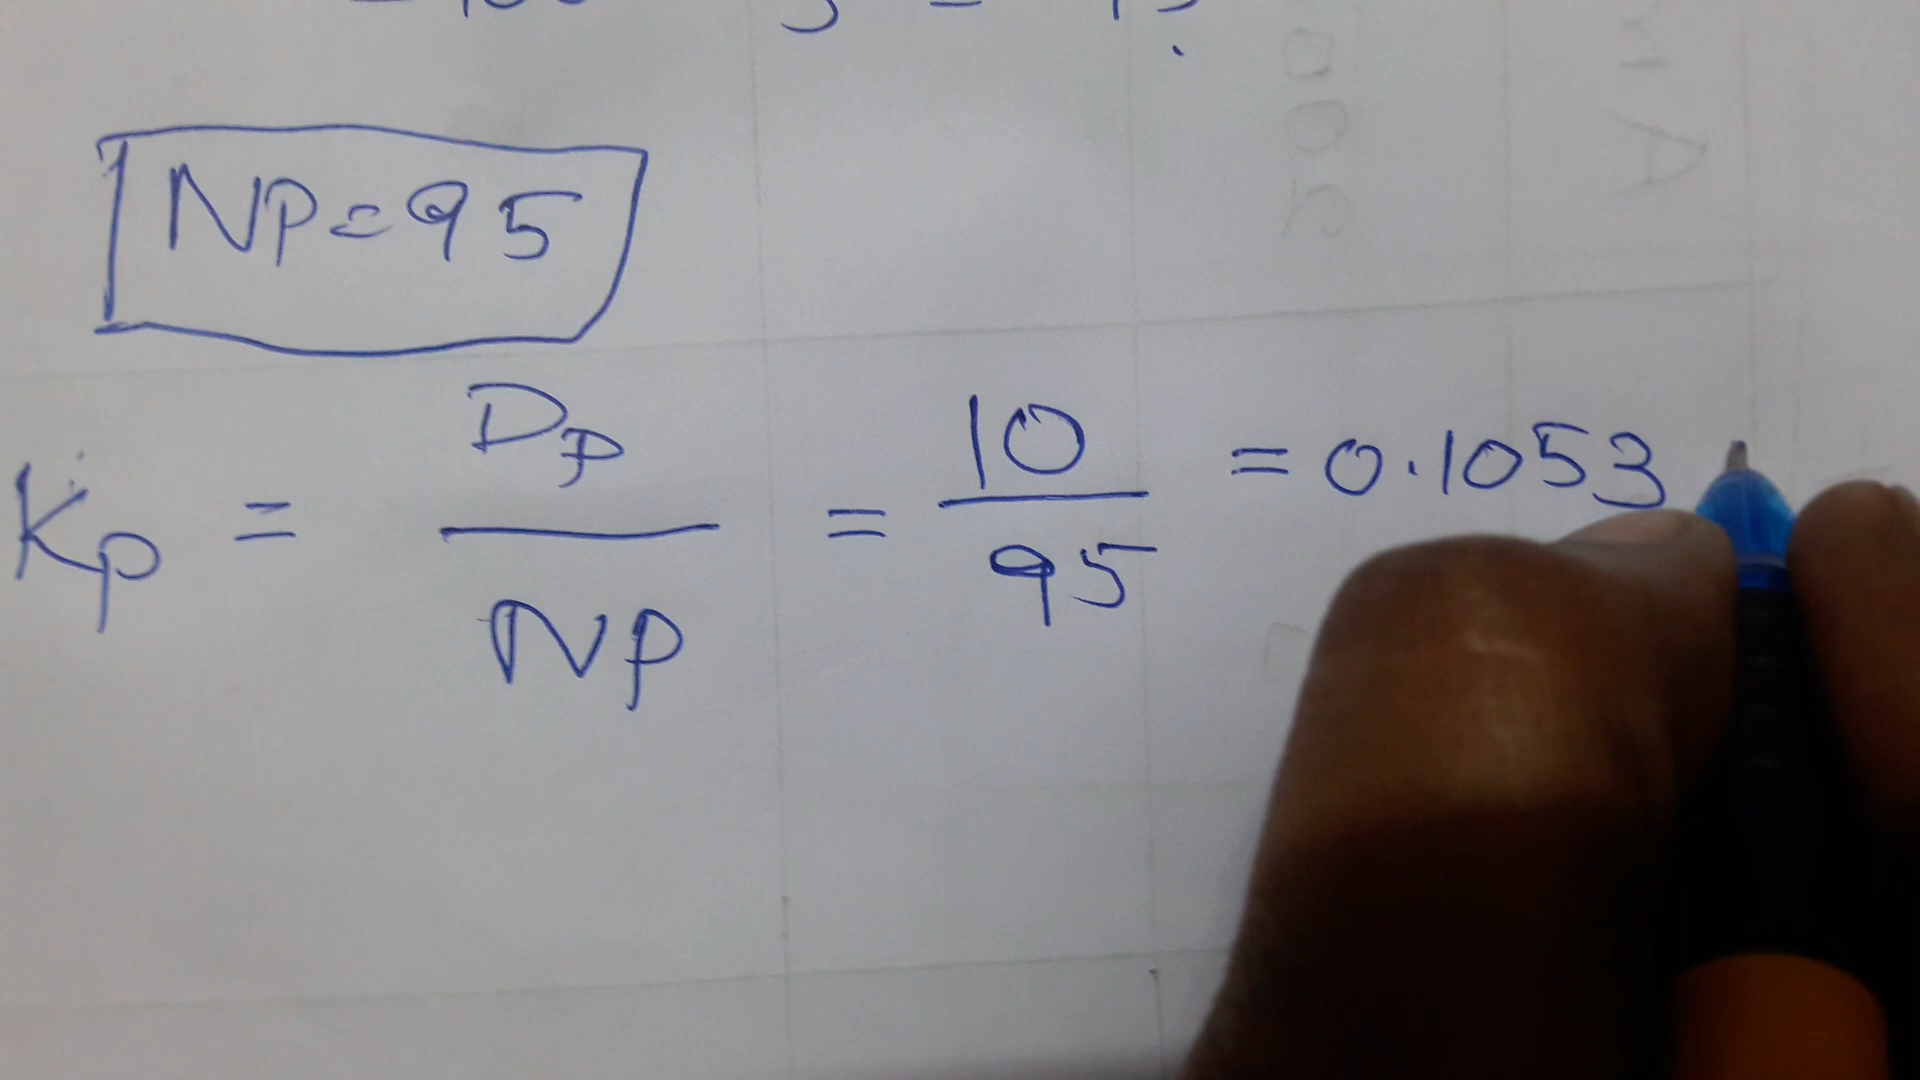 NP=95
Kp = Dp / NP = 10 / 95 = 0.1053